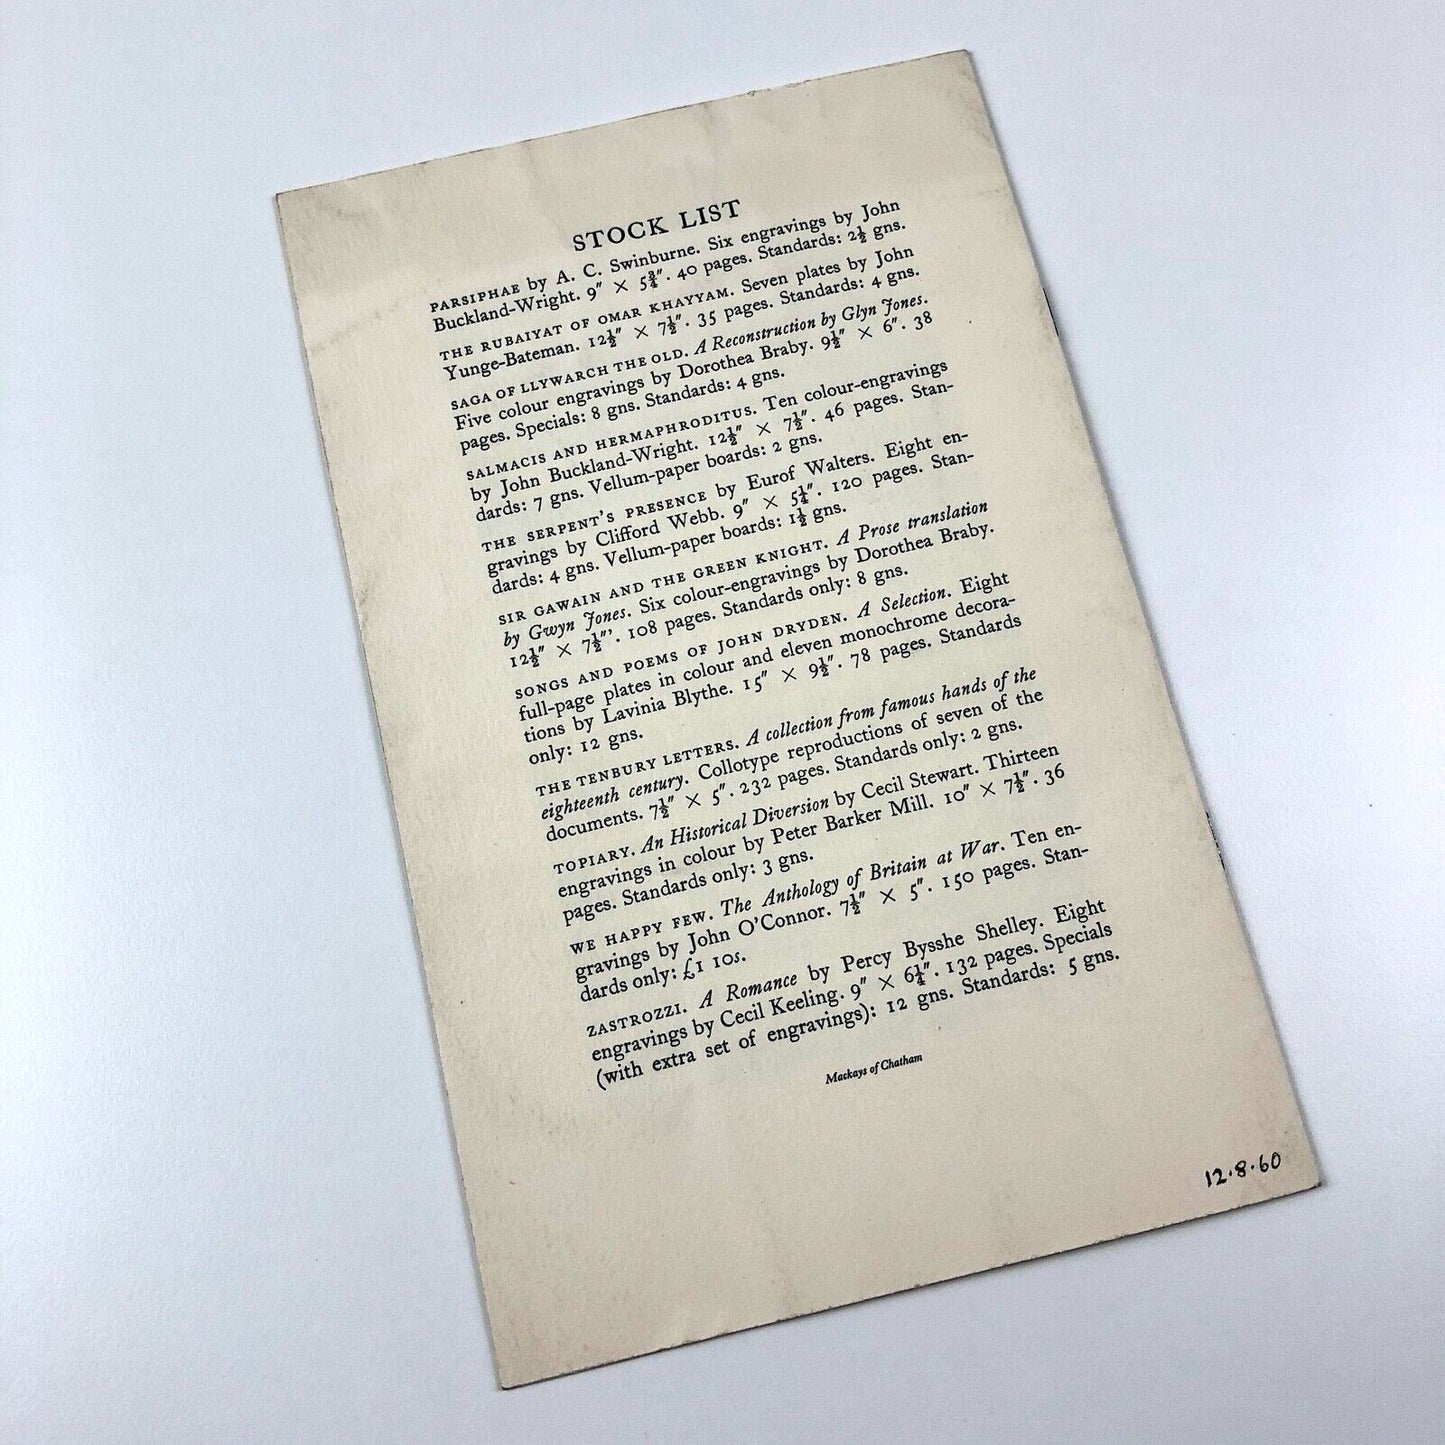 STOCK LIST
PARSIPHAE by A. C. Swinburne. Six engravings by John
Buckland-Wright. 9" × 5¾". 40 pages. Standards: 2½ gns.
THE RUBAIYAT OF OMAR KHAYYAM. Seven plates by John
Yunge-Bateman. 12½" × 7½". 35 pages. Standards: 4 gns.
SAGA OF LLYWARCH THE OLD. A Reconstruction by Glyn Jones.
Five colour engravings by Dorothea Braby. 9½" × 6". 38
pages. Specials: 8 gns. Standards: 4 gns.
SALMACIS AND HERMAPHRODITUS. Ten colour-engravings
by John Buckland-Wright. 12½" × 7½". 46 pages. Stan-
dards: 7 gns. Vellum-paper boards: 2 gns.
THE SERPENT'S PRESENCE by Eurof Walters. Eight en-
gravings by Clifford Webb. 9" × 5¼". 120 pages. Stan-
dards: 4 gns. Vellum-paper boards: 1½ gns.
SIR GAWAIN AND THE GREEN KNIGHT. A Prose translation
by Gwyn Jones. Six colour-engravings by Dorothea Braby.
12½" × 7½"'. 108 pages. Standards only: 8 gns.
SONGS AND POEMS OF JOHN DRYDEN. A Selection. Eight
full-page plates in colour and eleven monochrome decora-
tions by Lavinia Blythe. 15" × 9½". 78 pages. Standards
only: 12 gns.
THE TENBURY LETTERS. A collection from famous hands of the
eighteenth century. Collotype reproductions of seven of the
documents. 7½" × 5". 232 pages. Standards only: 2 gns.
TOPIARY. An Historical Diversion by Cecil Stewart. Thirteen
engravings in colour by Peter Barker Mill. 10" × 7½". 36
pages. Standards only: 3 gns.
WE HAPPY FEW. The Anthology of Britain at War. Ten en-
gravings by John O'Connor. 7½" × 5". 150 pages. Stan-
dards only: £1 10s.
ZASTROZZI. A Romance by Percy Bysshe Shelley. Eight
engravings by Cecil Keeling. 9" × 6¼". 132 pages. Specials
(with extra set of engravings): 12 gns. Standards: 5 gns.
Mackays of Chatham
12.8.60